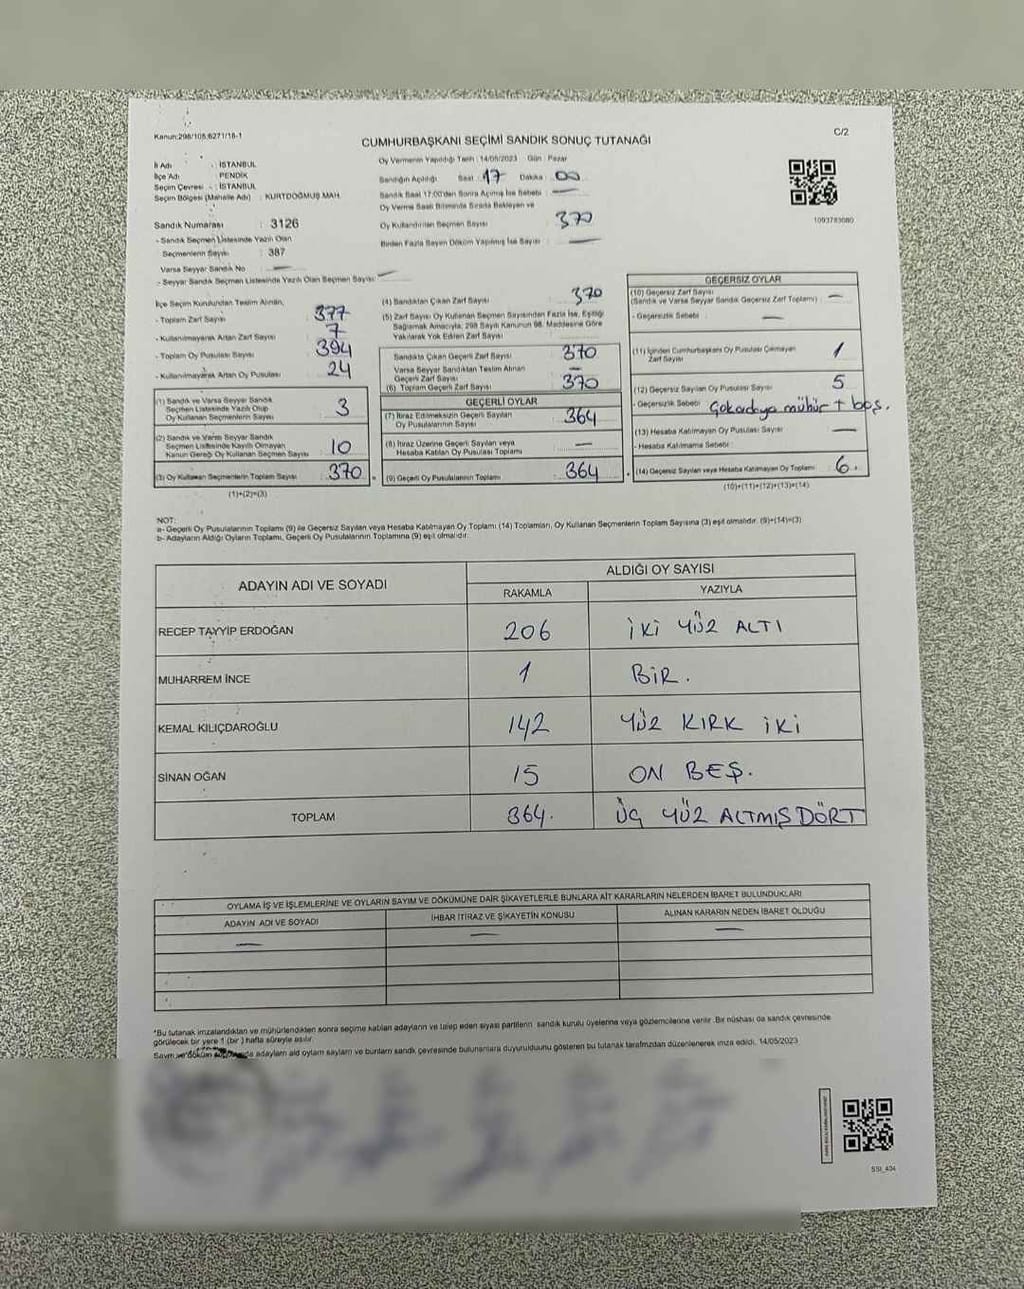 Kanun:298/105;6271/16-1
C/2
CUMHURBAŞKANI SEÇİMİ SANDIK SONUÇ TUTANAĞI
İl Adı : İSTANBUL
İlçe Adı : PENDİK
Seçim Çevresi : İSTANBUL
Seçim Bölgesi (Mahalle Adı) : KURTDOĞMUŞ MAH.
Sandık Numarası : 3126
- Sandık Seçmen Listesinde Yazılı Olan
Seçmenlerin Sayısı : 387
Varsa Seyyar Sandık No —
- Seyyar Sandık Seçmen Listesinde Yazılı Olan Seçmen Sayısı —
Oy Vermenin Yapıldığı Tarih : 14/05/2023 Gün : Pazar
Sandığın Açıldığı Saat : 17 Dakika : 00
Sandık Saat 17:00'den Sonra Açılmış İse Sebebi : —
Oy Verme Saati Bitiminde Sırada Bekleyen ve
Oy Kullandırılan Seçmen Sayısı : 370
Birden Fazla Sayım Döküm Yapılmış İse Sayısı : —
1093783080
İlçe Seçim Kurulundan Teslim Alınan,
- Toplam Zarf Sayısı : 377
- Kullanılmayarak Artan Zarf Sayısı : 7
- Toplam Oy Pusulası Sayısı : 394
- Kullanılmayarak Artan Oy Pusulası : 24
(1) Sandık ve Varsa Seyyar Sandık
Seçmen Listesinde Yazılı Olup
Oy Kullanan Seçmenlerin Sayısı 3
(2) Sandık ve Varsa Seyyar Sandık
Seçmen Listesinde Kayıtlı Olmayan
Kanun Gereği Oy Kullanan Seçmen Sayısı 10
(3) Oy Kullanan Seçmenlerin Toplam Sayısı 370.
(1)+(2)=(3)
(4) Sandıktan Çıkan Zarf Sayısı 370
(5) Zarf Sayısı Oy Kullanan Seçmen Sayısından Fazla İse, Eşitliği
Sağlamak Amacıyla, 298 Sayılı Kanunun 98. Maddesine Göre
Yakılarak Yok Edilen Zarf Sayısı
Sandıkta Çıkan Geçerli Zarf Sayısı 370
Varsa Seyyar Sandıktan Teslim Alınan
Geçerli Zarf Sayısı —
(6) Toplam Geçerli Zarf Sayısı 370
GEÇERLİ OYLAR
(7) İtiraz Edilmeksizin Geçerli Sayılan
Oy Pusulasının Sayısı 364
(8) İtiraz Üzerine Geçerli Sayılan veya
Hesaba Katılan Oy Pusulası Toplamı —
(9) Geçerli Oy Pusulalarının Toplamı 364.
GEÇERSİZ OYLAR
(10) Geçersiz Zarf Sayısı
(Sandık ve Varsa Seyyar Sandık Geçersiz Zarf Toplamı) —
- Geçersizlik Sebebi : —
(11) İçinden Cumhurbaşkanı Oy Pusulası Çıkmayan
Zarf Sayısı 1
(12) Geçersiz Sayılan Oy Pusulası Sayısı 5
- Geçersizlik Sebebi : mühür + boş.
(13) Hesaba Katılmayan Oy Pusulası Sayısı —
- Hesaba Katılmama Sebebi :
(14) Geçersiz Sayılan veya Hesaba Katılmayan Oy Toplamı 6.
(10)+(11)+(12)+(13)=(14)
NOT:
a- Geçerli Oy Pusulalarının Toplamı (9) ile Geçersiz Sayılan veya Hesaba Katılmayan Oy Toplamı (14) Toplamları, Oy Kullanan Seçmenlerin Toplam Sayısına (3) eşit olmalıdır. (9)+(14)=(3)
b- Adayların Aldığı Oyların Toplamı, Geçerli Oy Pusulalarının Toplamına (9) eşit olmalıdır.
ADAYIN ADI VE SOYADI
ALDIĞI OY SAYISI
RAKAMLA YAZIYLA
RECEP TAYYİP ERDOĞAN 206 İKİ YÜZ ALTI
MUHARREM İNCE 1 BİR.
KEMAL KILIÇDAROĞLU 142 YÜZ KIRK İKİ
SİNAN OĞAN 15 ON BEŞ.
TOPLAM 364. ÜÇ YÜZ ALTMIŞ DÖRT
OYLAMA İŞ VE İŞLEMLERİNE VE OYLARIN SAYIM VE DÖKÜMÜNE DAİR ŞİKAYETLERLE BUNLARA AİT KARARLARIN NELERDEN İBARET BULUNDUKLARI
ADAYIN ADI VE SOYADI İHBAR İTİRAZ VE ŞİKAYETİN KONUSU ALINAN KARARIN NEDEN İBARET OLDUĞU
— — —
*Bu tutanak imzalandıktan ve mühürlendikten sonra seçime katılan adayların ve talep eden siyasi partilerin sandık kurulu üyelerine veya gözlemcilerine verilir. Bir nüshası da sandık çevresinde
görülecek bir yere 1 (bir) hafta süreyle asılır.
Sayım ve döküm adayların oyların sayıların ve bunların sandık çevresinde bulunanlara duyurulduğunu gösteren bu tutanak tarafımızdan düzenlenerek imza edildi. 14/05/2023
SSI_404